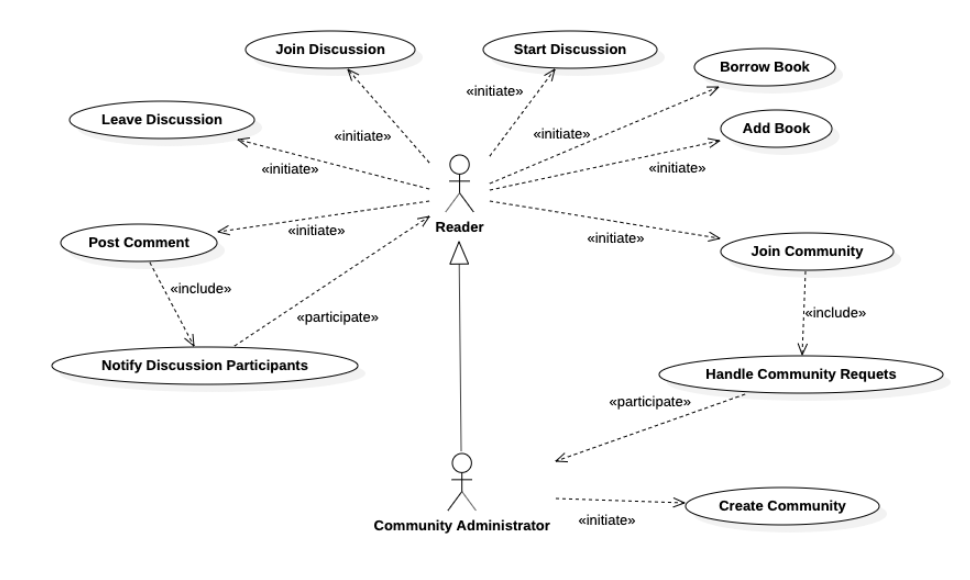 Join Discussion
Start Discussion
Borrow Book
«initiate»
Leave Discussion
«initiate»
«initiate»
Add Book
«initiate»
«initiate»
Reader
Post Comment
«initiate»
«initiate»
Join Community
«include»
«participate»
«include»
Notify Discussion Participants
Handle Community Requets
«participate»
Community Administrator
«initiate»
Create Community